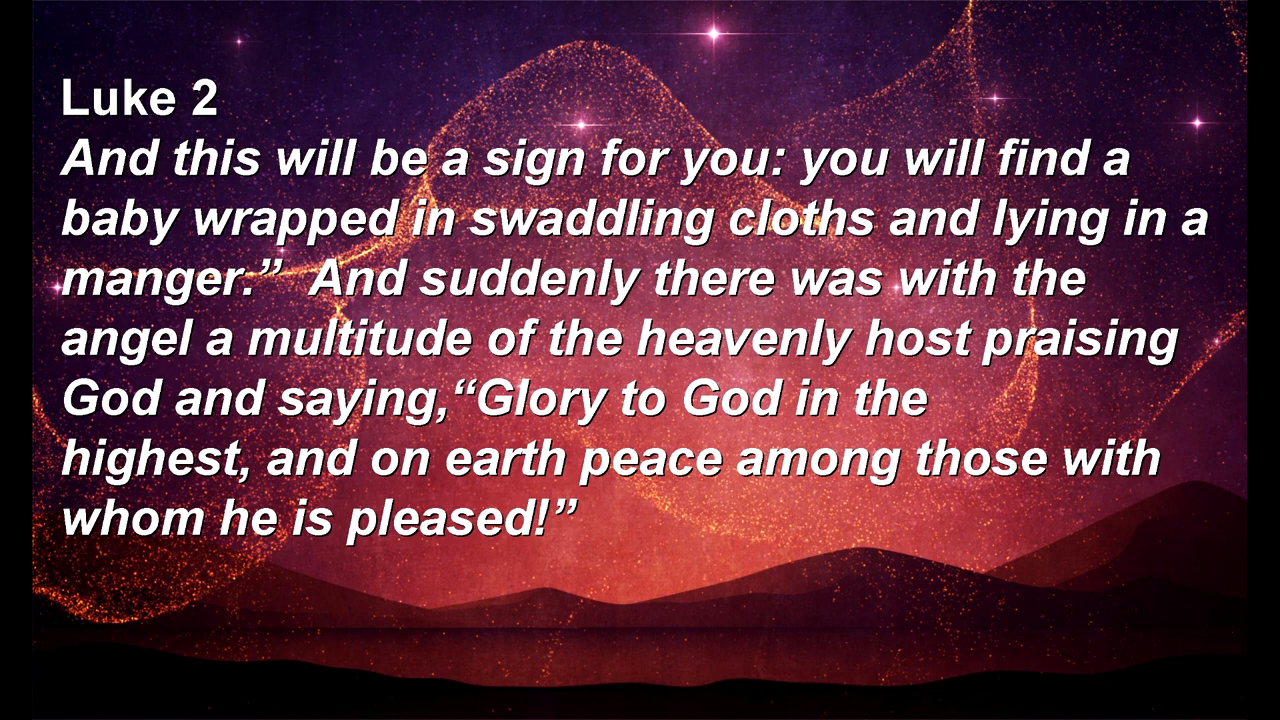 Luke 2
And this will be a sign for you: you will find a
baby wrapped in swaddling cloths and lying in a
manger.”  And suddenly there was with the
angel a multitude of the heavenly host praising
God and saying,“Glory to God in the
highest, and on earth peace among those with
whom he is pleased!”